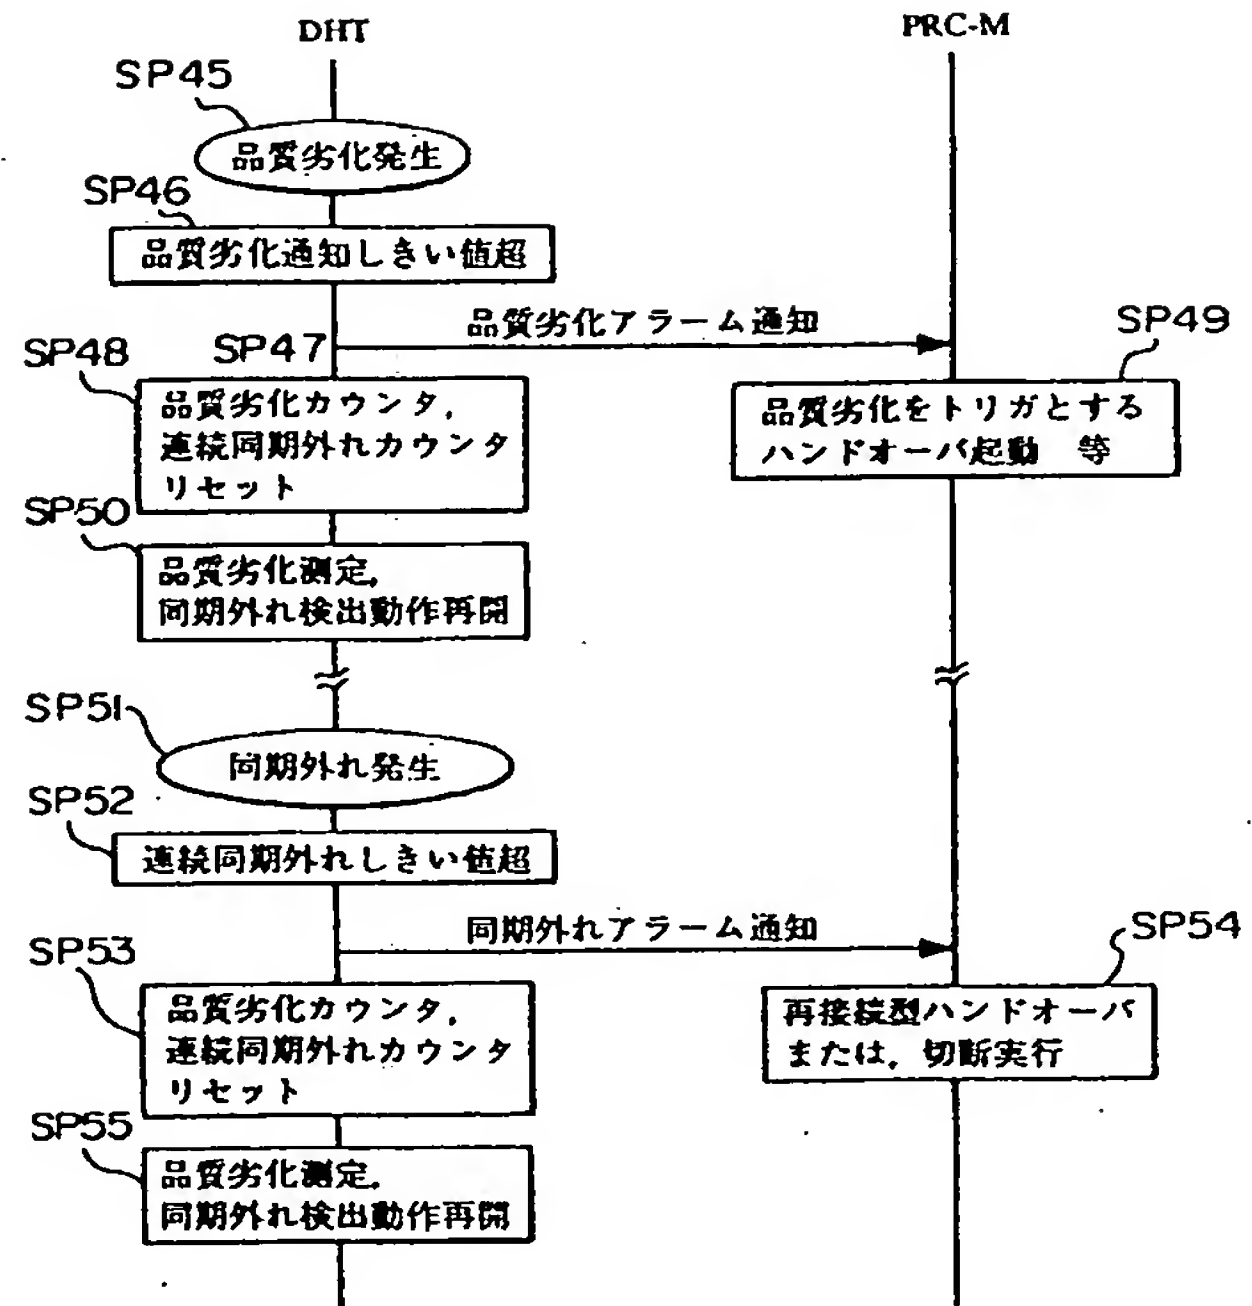 DHT
PRC-M
SP45
品質劣化発生
SP46
品質劣化通知しきい値超
品質劣化アラーム通知
SP47
SP48
SP49
品質劣化カウンタ,
連続同期外れカウンタ
リセット
品質劣化をトリガとする
ハンドオーバ起動 等
SP50
品質劣化測定,
同期外れ検出動作再開
SP51
同期外れ発生
SP52
連続同期外れしきい値超
同期外れアラーム通知
SP53
SP54
品質劣化カウンタ,
連続同期外れカウンタ
リセット
再接続型ハンドオーバ
または, 切断実行
SP55
品質劣化測定,
同期外れ検出動作再開